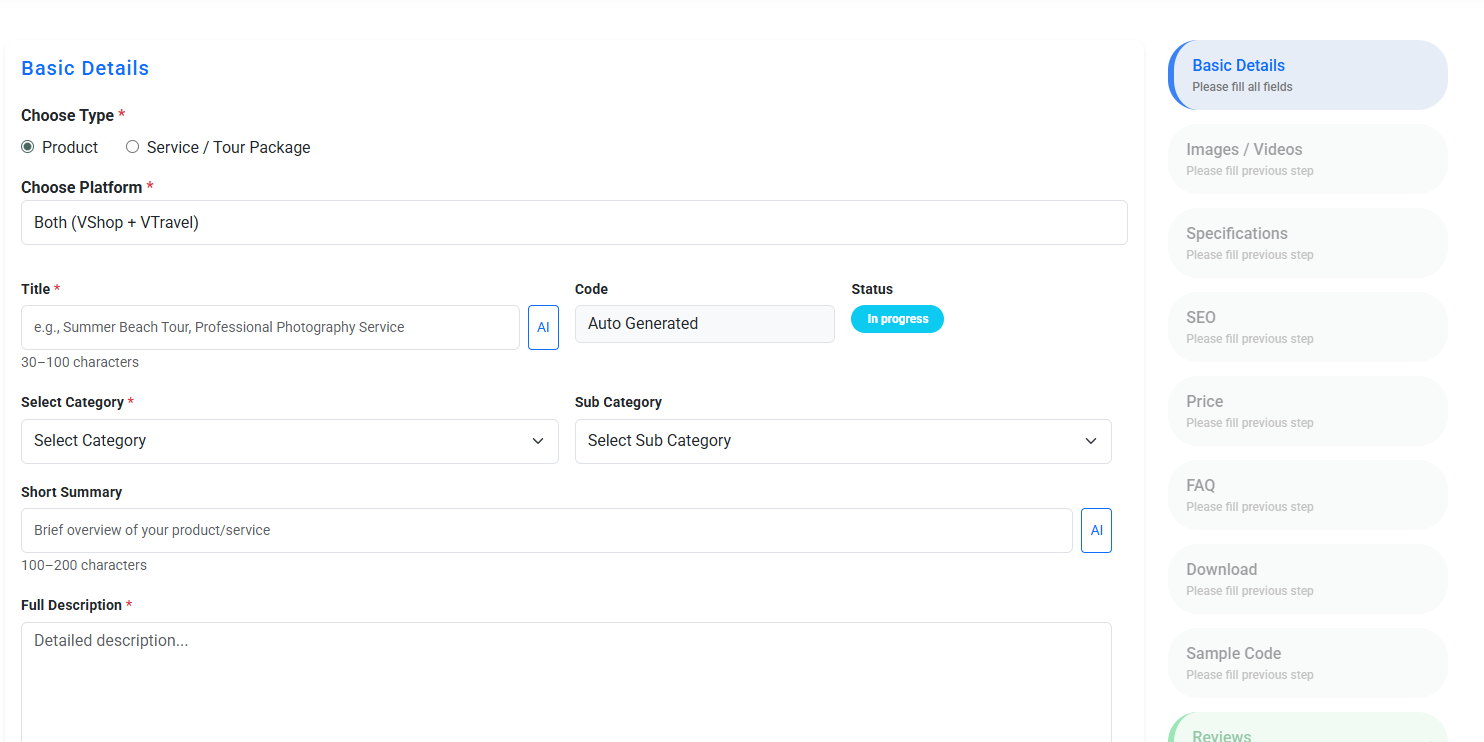 Basic Details
Choose Type *
Product Service / Tour Package
Choose Platform *
Both (VShop + VTravel)
Title * Code Status
e.g., Summer Beach Tour, Professional Photography Service AI Auto Generated In progress
30–100 characters
Select Category * Sub Category
Select Category Select Sub Category
Short Summary
Brief overview of your product/service AI
100–200 characters
Full Description *
Detailed description...
Basic Details
Please fill all fields
Images / Videos
Please fill previous step
Specifications
Please fill previous step
SEO
Please fill previous step
Price
Please fill previous step
FAQ
Please fill previous step
Download
Please fill previous step
Sample Code
Please fill previous step
Reviews